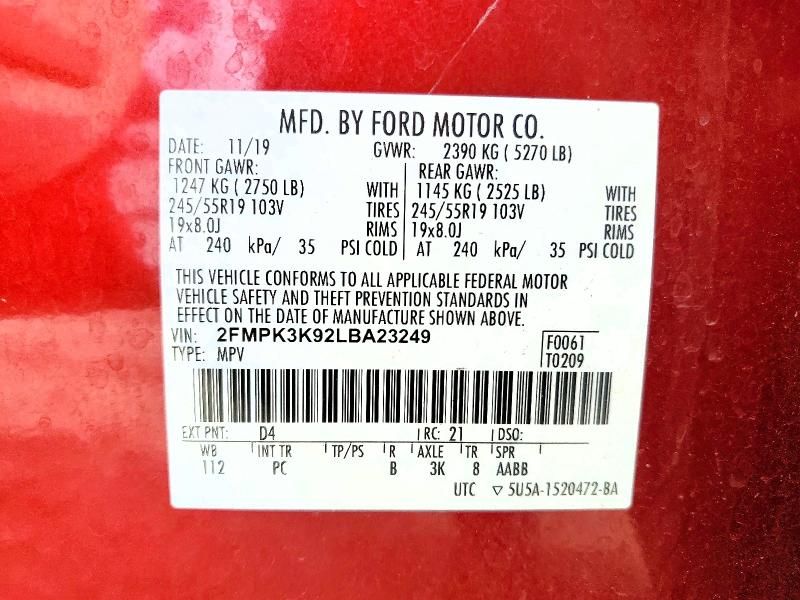 MFD. BY FORD MOTOR CO.
DATE: 11/19 GVWR: 2390 KG ( 5270 LB)
FRONT GAWR: REAR GAWR:
1247 KG ( 2750 LB) WITH 1145 KG ( 2525 LB) WITH
245/55R19 103V TIRES 245/55R19 103V TIRES
19x8.0J RIMS 19x8.0J RIMS
AT 240 kPa/ 35 PSI COLD AT 240 kPa/ 35 PSI COLD
THIS VEHICLE CONFORMS TO ALL APPLICABLE FEDERAL MOTOR
VEHICLE SAFETY AND THEFT PREVENTION STANDARDS IN
EFFECT ON THE DATE OF MANUFACTURE SHOWN ABOVE.
VIN: 2FMPK3K92LBA23249 F0061
TYPE: MPV T0209
EXT PNT: D4 RC: 21 DSO:
WB INT TR TP/PS R AXLE TR SPR
112 PC B 3K 8 AABB
UTC ▽ 5U5A-1520472-BA